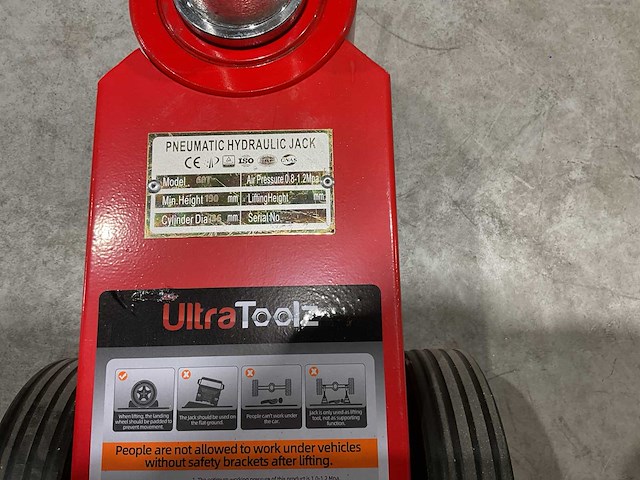 PNEUMATIC HYDRAULIC JACK
CE ISO
Model. Air Pressure 0.8-1.2Mpa
Min.Height 190 mm LiftingHeight mm
Cylinder Dia mm Serial No
UltraToolz
When lifting, the landing
wheel should be padded to
prevent movement.
The jack should be used on
the flat ground.
People can't work under
the car.
Jack is only used as lifting
tool, not as supporting
function.
People are not allowed to work under vehicles
without safety brackets after lifting.